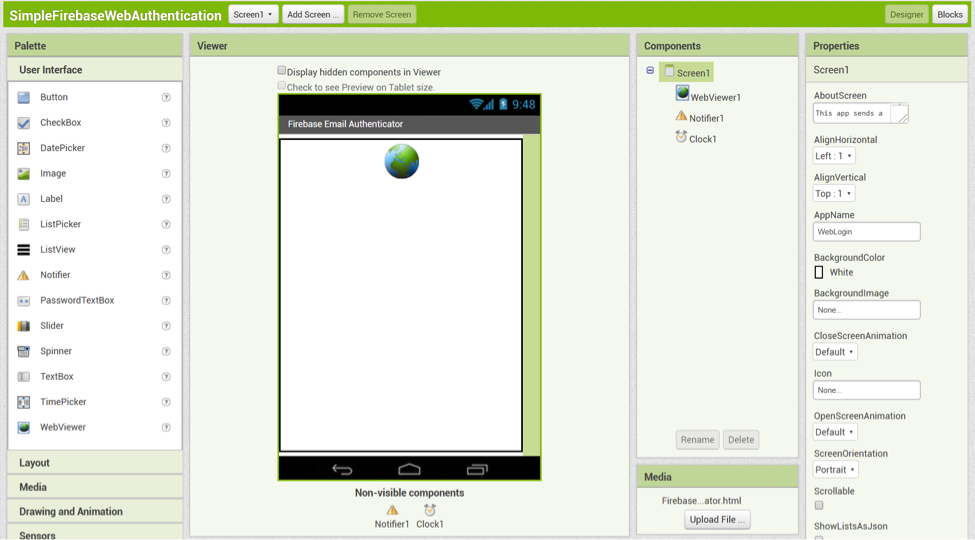 SimpleFirebaseWebAuthentication Screen1 Add Screen ... Remove Screen Designer Blocks
Palette
User Interface
Button
CheckBox
DatePicker
Image
Label
ListPicker
ListView
Notifier
PasswordTextBox
Slider
Spinner
TextBox
TimePicker
WebViewer
Layout
Media
Drawing and Animation
Sensors
Viewer
Display hidden components in Viewer
Check to see Preview on Tablet size.
9:48
Firebase Email Authenticator
Non-visible components
Notifier1 Clock1
Components
Screen1
WebViewer1
Notifier1
Clock1
Rename Delete
Media
Firebase...ator.html
Upload File ...
Properties
Screen1
AboutScreen
This app sends a
AlignHorizontal
Left : 1
AlignVertical
Top : 1
AppName
WebLogin
BackgroundColor
White
BackgroundImage
None...
CloseScreenAnimation
Default
Icon
None...
OpenScreenAnimation
Default
ScreenOrientation
Portrait
Scrollable
ShowListsAsJson